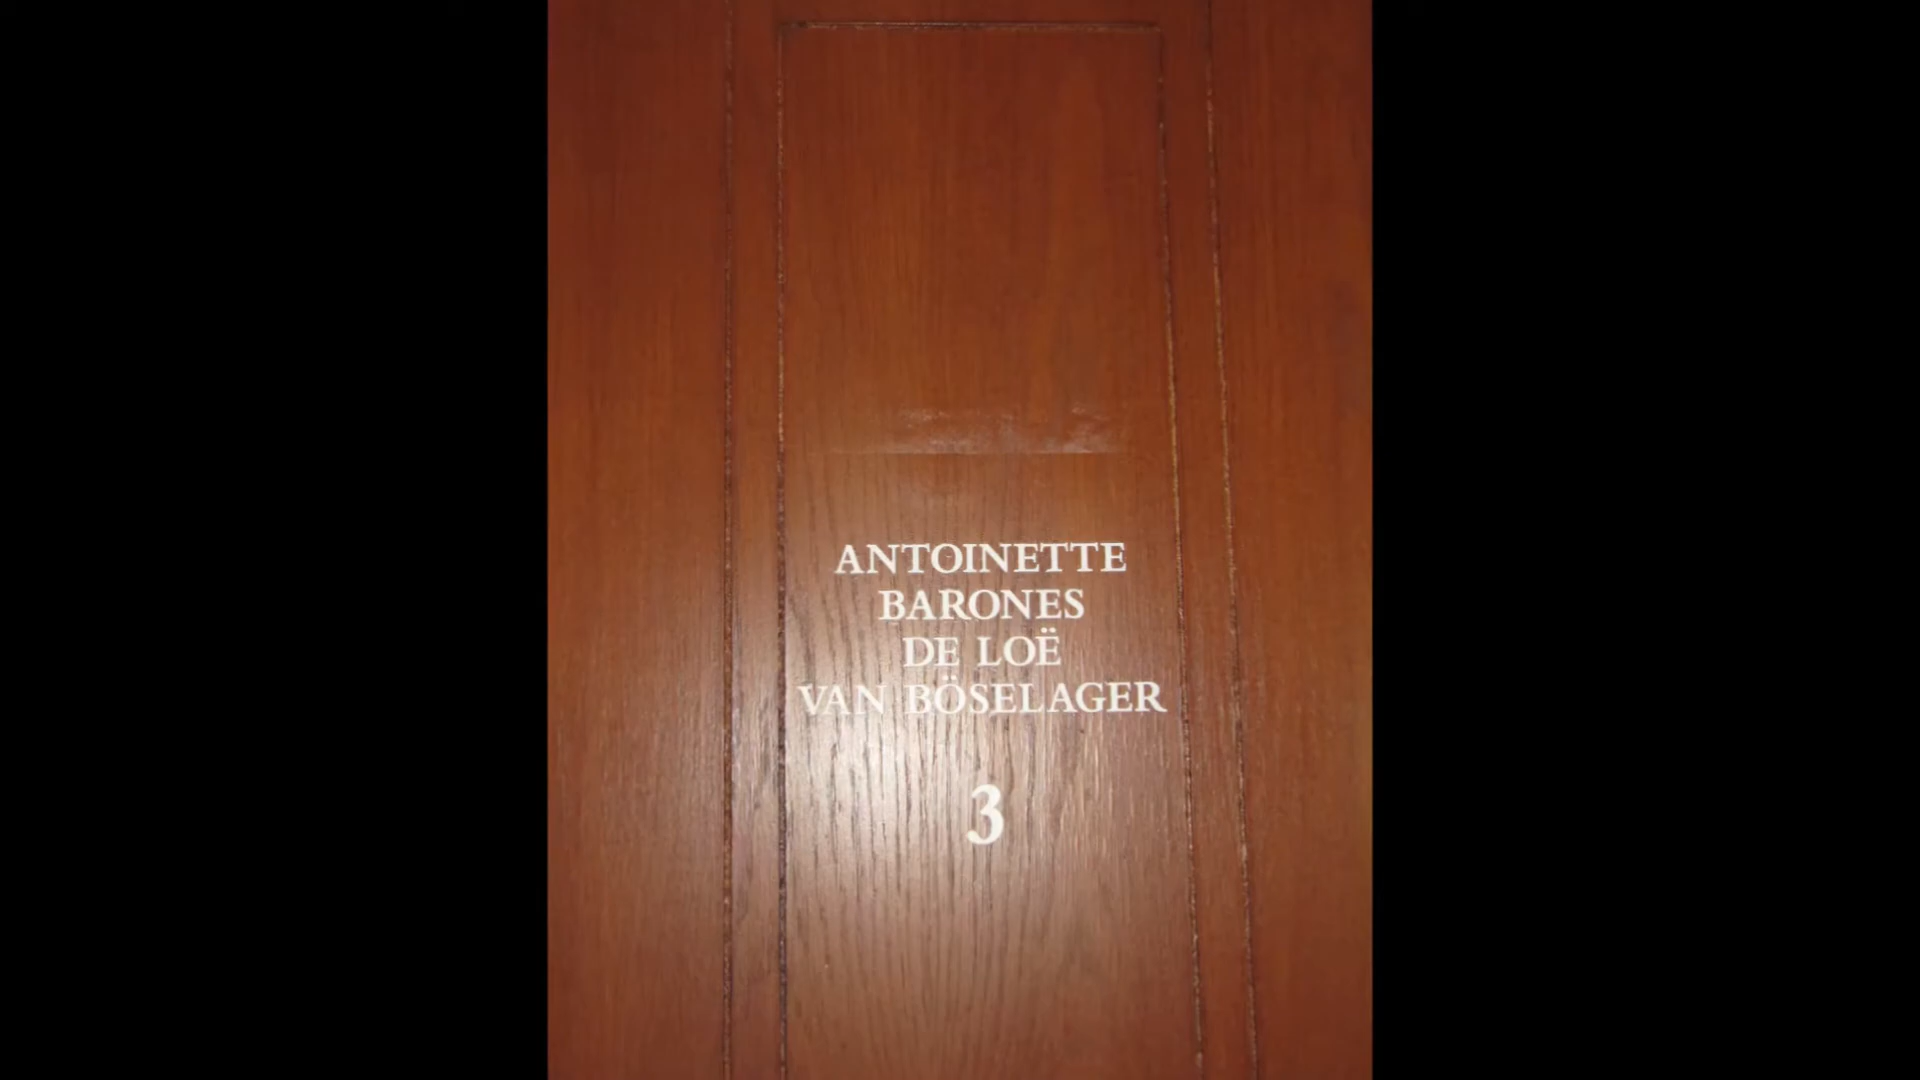 ANTOINETTE
BARONES
DE LOË
VAN BÖSELAGER
3